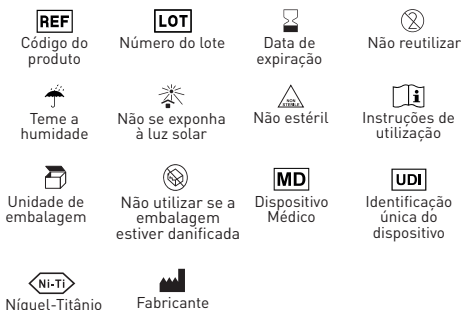 REF
Código do
produto
LOT
Número do lote
Data de
expiração
2
Não reutilizar
Teme a
humidade
Não se exponha
à luz solar
NON
STERILE
Não estéril
i
Instruções de
utilização
Unidade de
embalagem
Não utilizar se a
embalagem
estiver danificada
MD
Dispositivo
Médico
UDI
Identificação
única do
dispositivo
Ni-Ti
Níquel-Titânio
Fabricante